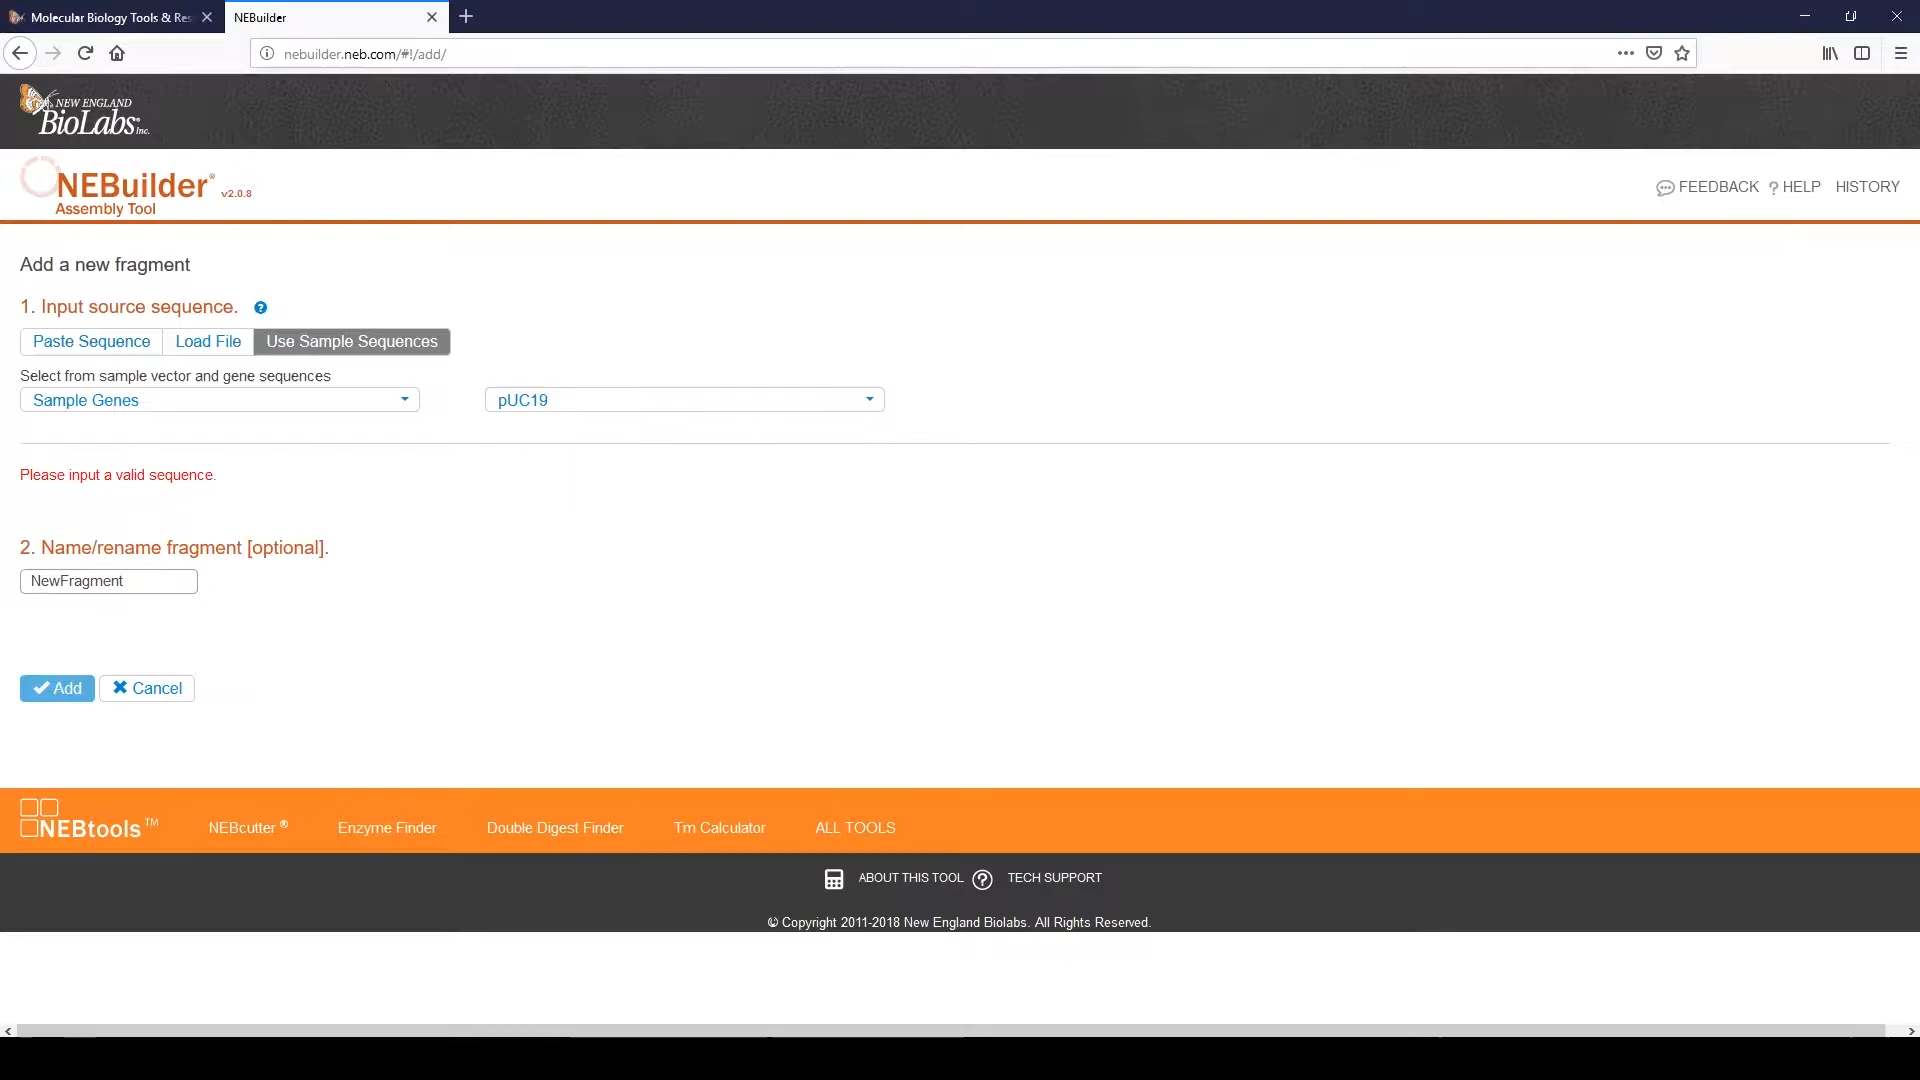 Molecular Biology Tools & Res
NEBuilder
nebuilder.neb.com/#!/add/
NEW ENGLAND
BioLabs® Inc.
NEBuilder® v2.0.8
Assembly Tool
FEEDBACK ? HELP HISTORY
Add a new fragment
1. Input source sequence. ?
Paste Sequence Load File Use Sample Sequences
Select from sample vector and gene sequences
Sample Genes pUC19
Please input a valid sequence.
2. Name/rename fragment [optional].
NewFragment
Add Cancel
NEBtools™ NEBcutter® Enzyme Finder Double Digest Finder Tm Calculator ALL TOOLS
ABOUT THIS TOOL ? TECH SUPPORT
© Copyright 2011-2018 New England Biolabs. All Rights Reserved.